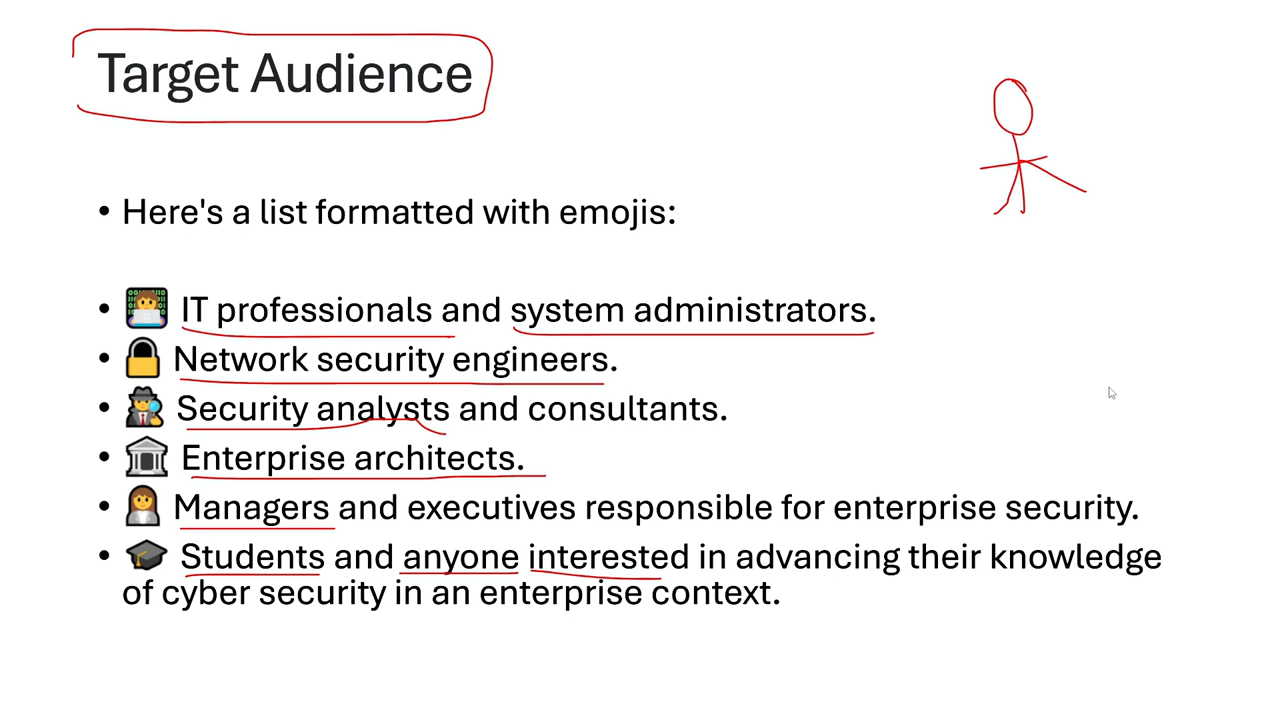 Target Audience
• Here's a list formatted with emojis:
• 👨‍💻 IT professionals and system administrators.
• 🔒 Network security engineers.
• 🕵️ Security analysts and consultants.
• 🏛️ Enterprise architects.
• 👩‍💼 Managers and executives responsible for enterprise security.
• 🎓 Students and anyone interested in advancing their knowledge
of cyber security in an enterprise context.